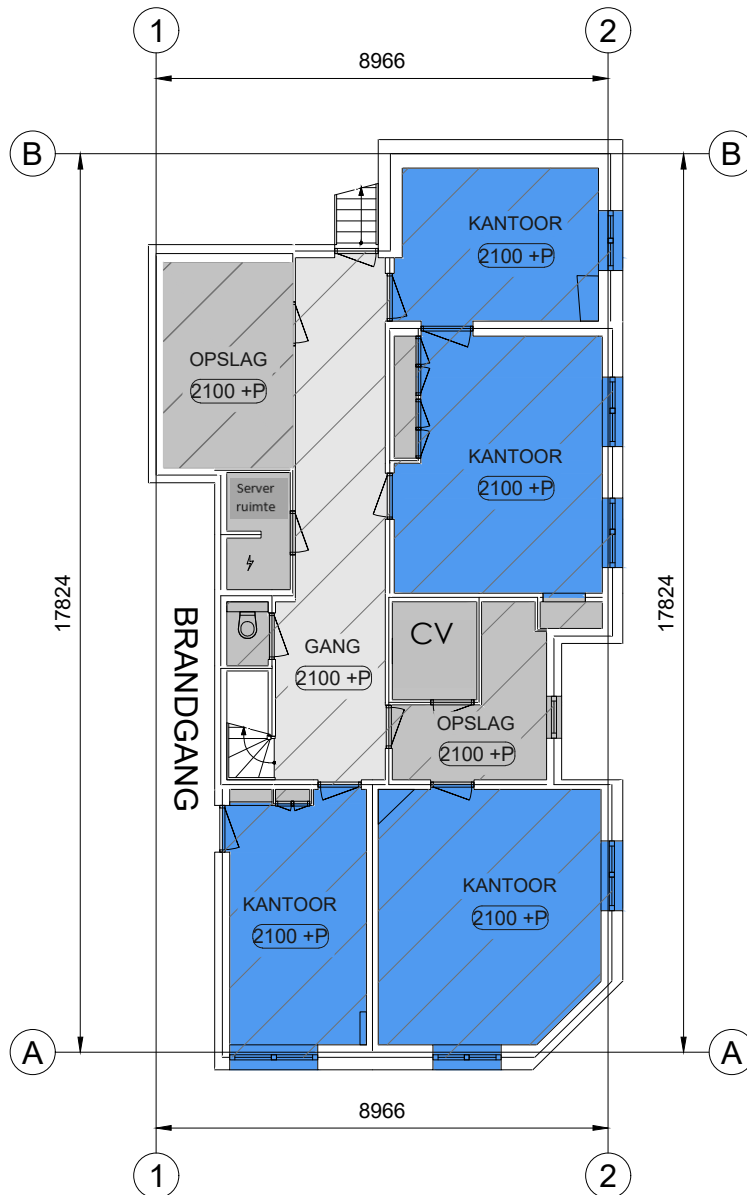 1
2
8966
B
B
KANTOOR
2100 +P
OPSLAG
2100 +P
KANTOOR
2100 +P
Server
ruimte
17824
17824
BRANDGANG
GANG
2100 +P
CV
OPSLAG
2100 +P
KANTOOR
2100 +P
KANTOOR
2100 +P
A
A
8966
1
2